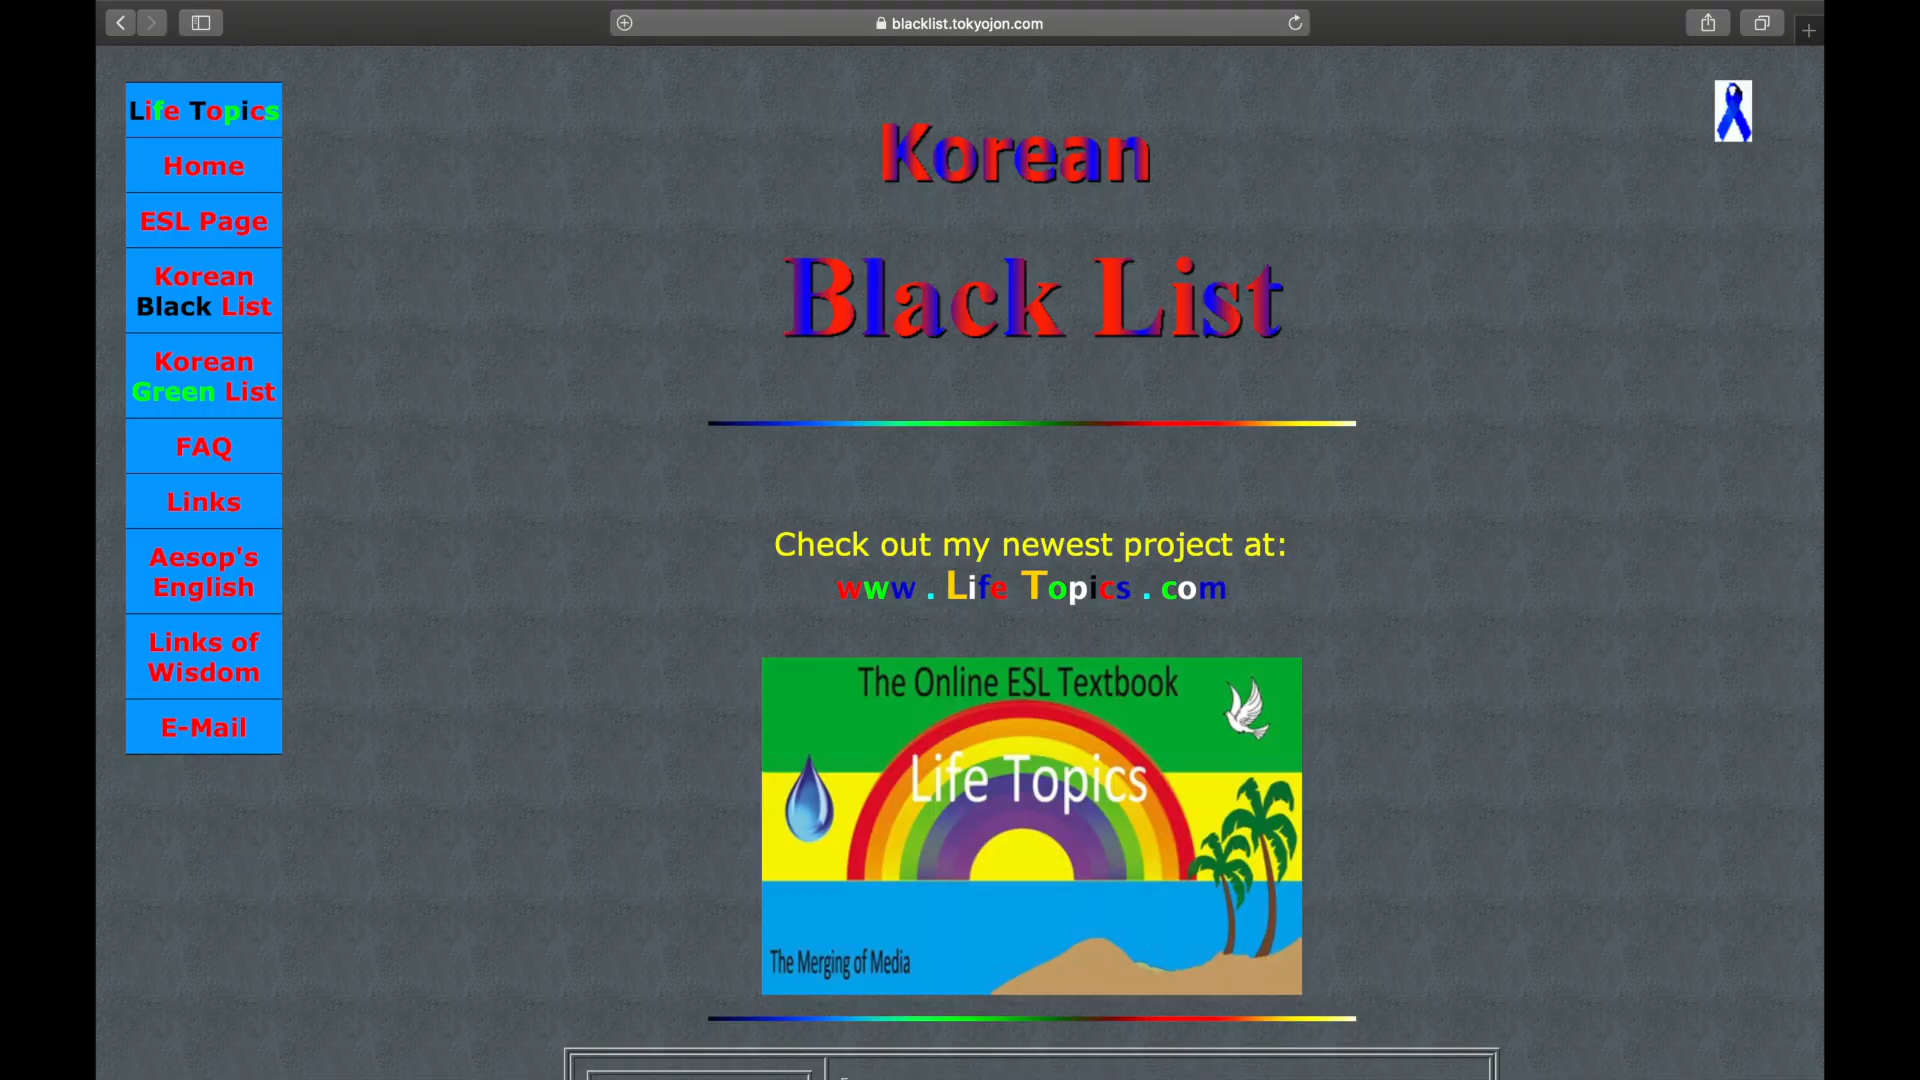 blacklist.tokyojon.com
Life Topics
Home
ESL Page
Korean
Black List
Korean
Green List
FAQ
Links
Aesop's
English
Links of
Wisdom
E-Mail
Korean
Black List
Check out my newest project at:
www . Life Topics . com
The Online ESL Textbook
Life Topics
The Merging of Media